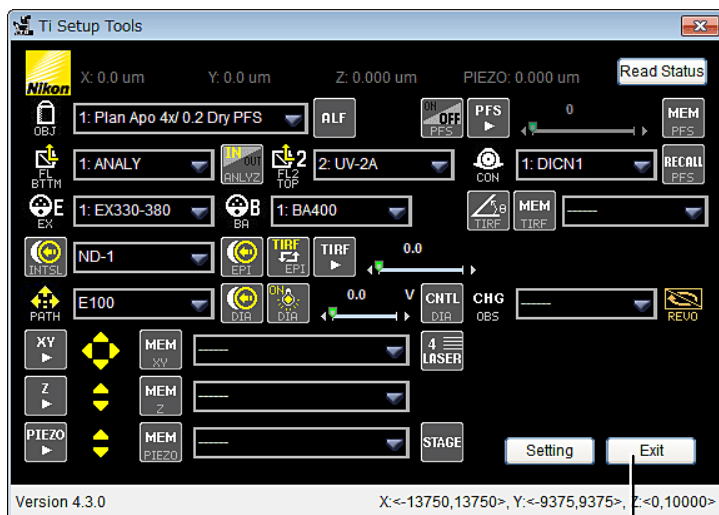 Ti Setup Tools
Nikon X: 0.0 um Y: 0.0 um Z: 0.000 um PIEZO: 0.000 um Read Status
OBJ 1: Plan Apo 4x/ 0.2 Dry PFS ALF ON OFF PFS PFS 0 MEM PFS
FL BTTM 1: ANALY IN OUT ANLYZ 2 FL2 TOP 2: UV-2A CON 1: DICN1 RECALL PFS
E EX 1: EX330-380 B BA 1: BA400 θ TIRF MEM TIRF -----
INTSL ND-1 EPI TIRF EPI TIRF 0.0
PATH E100 DIA ON DIA 0.0 V CNTL DIA CHG OBS ----- REVO
XY MEM XY ----- 4 LASER
Z MEM Z -----
PIEZO MEM PIEZO ----- STAGE Setting Exit
Version 4.3.0 X:<-13750,13750>, Y:<-9375,9375>, Z:<0,10000>